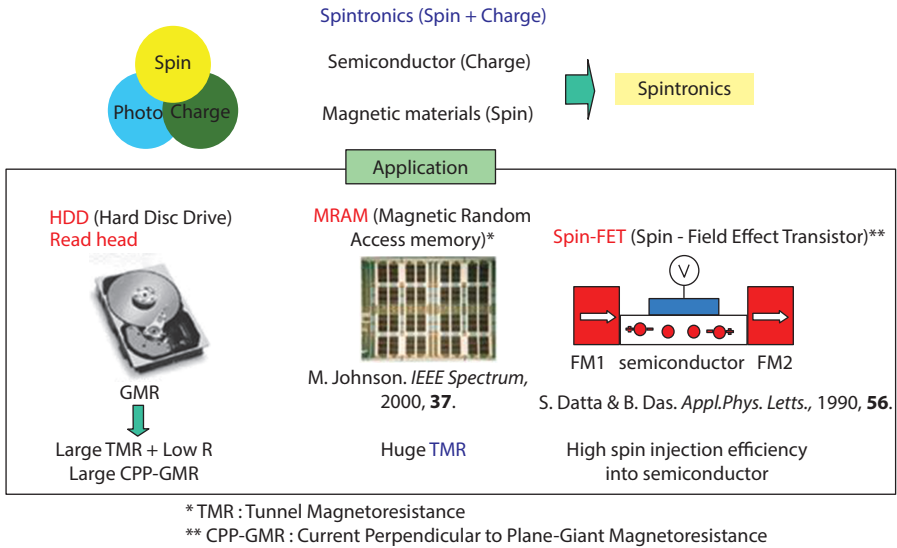 Spintronics (Spin + Charge)
Spin
Photo Charge
Semiconductor (Charge)
Magnetic materials (Spin)
Spintronics
Application
HDD (Hard Disc Drive)
Read head
GMR
Large TMR + Low R
Large CPP-GMR
MRAM (Magnetic Random
Access memory)*
M. Johnson. IEEE Spectrum,
2000, 37.
Huge TMR
Spin-FET (Spin - Field Effect Transistor)**
V
FM1 semiconductor FM2
S. Datta & B. Das. Appl.Phys. Letts., 1990, 56.
High spin injection efficiency
into semiconductor
* TMR : Tunnel Magnetoresistance
** CPP-GMR : Current Perpendicular to Plane-Giant Magnetoresistance